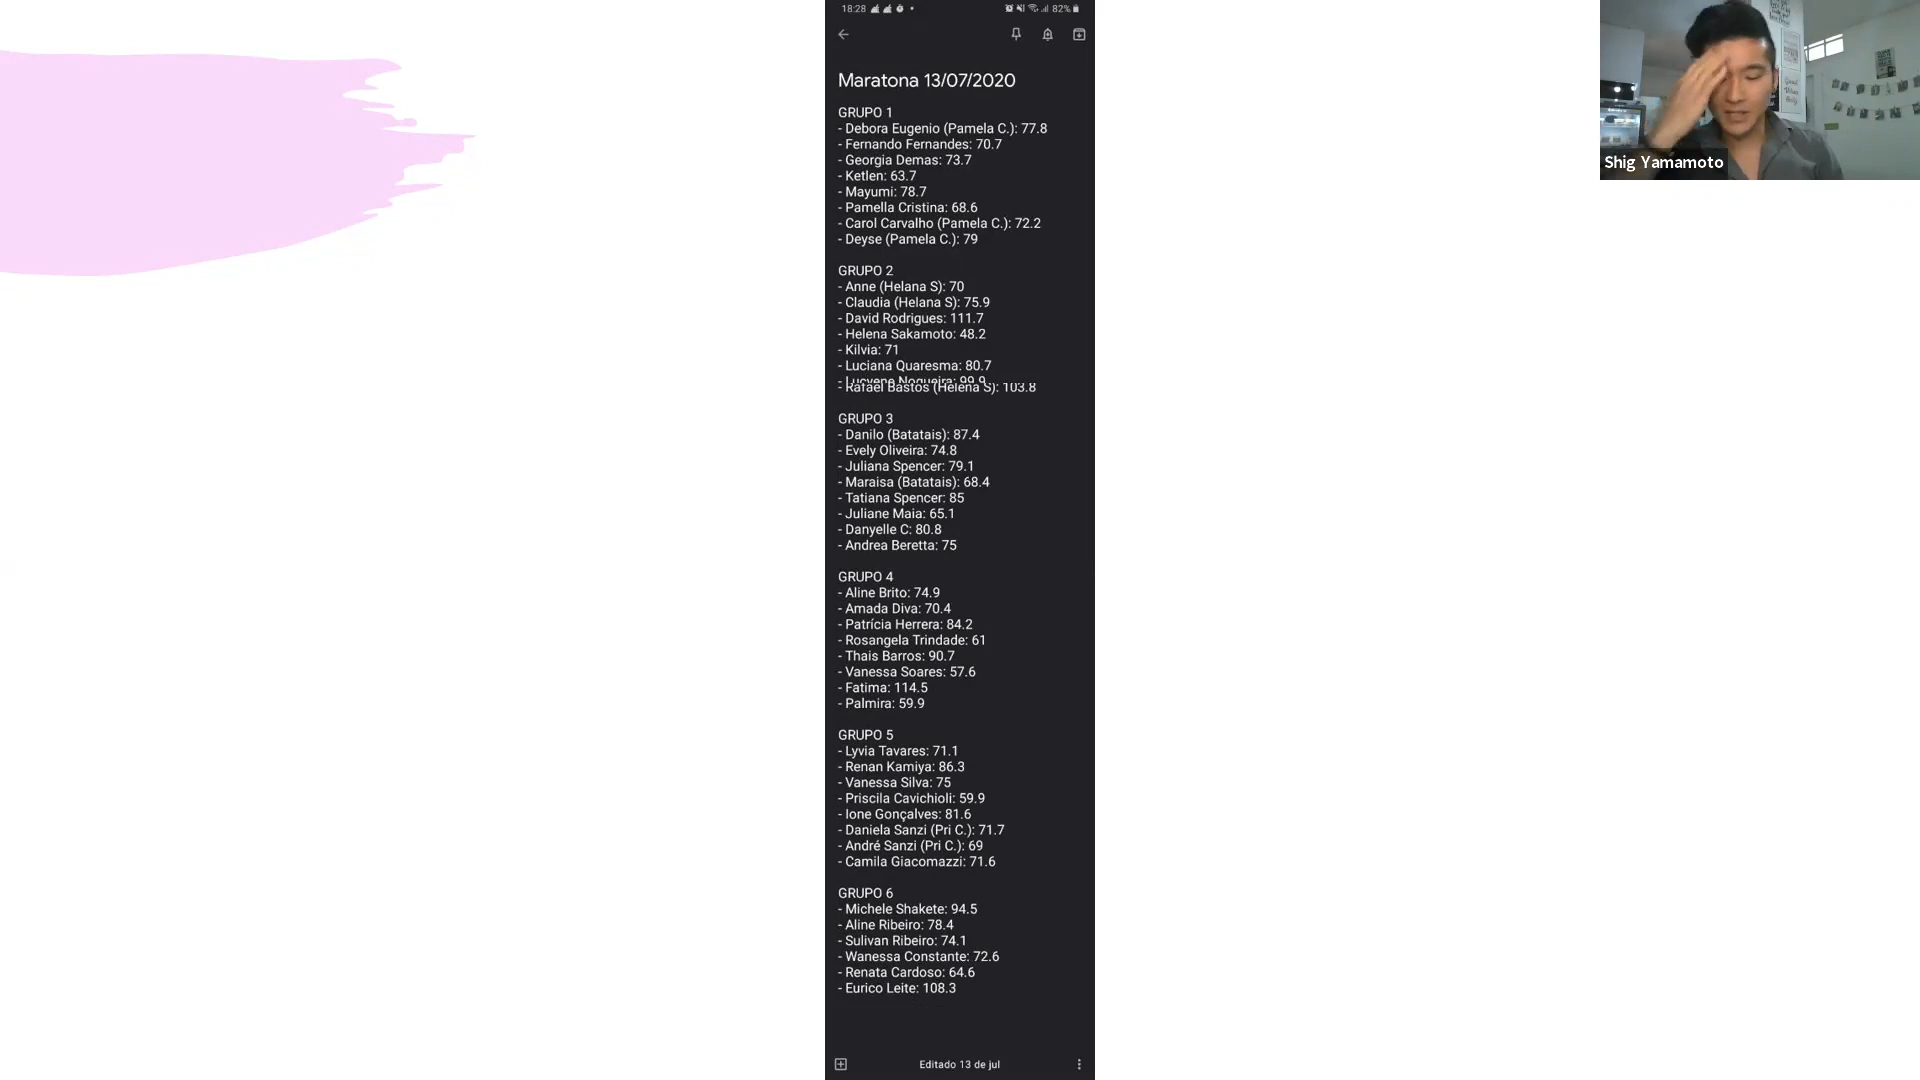 18:28
82%
Maratona 13/07/2020
GRUPO 1
- Debora Eugenio (Pamela C.): 77.8
- Fernando Fernandes: 70.7
- Georgia Demas: 73.7
- Ketlen: 63.7
- Mayumi: 78.7
- Pamella Cristina: 68.6
- Carol Carvalho (Pamela C.): 72.2
- Deyse (Pamela C.): 79
GRUPO 2
- Anne (Helana S): 70
- Claudia (Helana S): 75.9
- David Rodrigues: 111.7
- Helena Sakamoto: 48.2
- Kilvia: 71
- Luciana Quaresma: 80.7
- Nogueira: 99.9
- Rafael Bastos (Helena S): 103.8
GRUPO 3
- Danilo (Batatais): 87.4
- Evely Oliveira: 74.8
- Juliana Spencer: 79.1
- Maraisa (Batatais): 68.4
- Tatiana Spencer: 85
- Juliane Maia: 65.1
- Danyelle C: 80.8
- Andrea Beretta: 75
GRUPO 4
- Aline Brito: 74.9
- Amada Diva: 70.4
- Patrícia Herrera: 84.2
- Rosangela Trindade: 61
- Thais Barros: 90.7
- Vanessa Soares: 57.6
- Fatima: 114.5
- Palmira: 59.9
GRUPO 5
- Lyvia Tavares: 71.1
- Renan Kamiya: 86.3
- Vanessa Silva: 75
- Priscila Cavichioli: 59.9
- Ione Gonçalves: 81.6
- Daniela Sanzi (Pri C.): 71.7
- André Sanzi (Pri C.): 69
- Camila Giacomazzi: 71.6
GRUPO 6
- Michele Shakete: 94.5
- Aline Ribeiro: 78.4
- Sulivan Ribeiro: 74.1
- Wanessa Constante: 72.6
- Renata Cardoso: 64.6
- Eurico Leite: 108.3
Editado 13 de jul
Shig Yamamoto